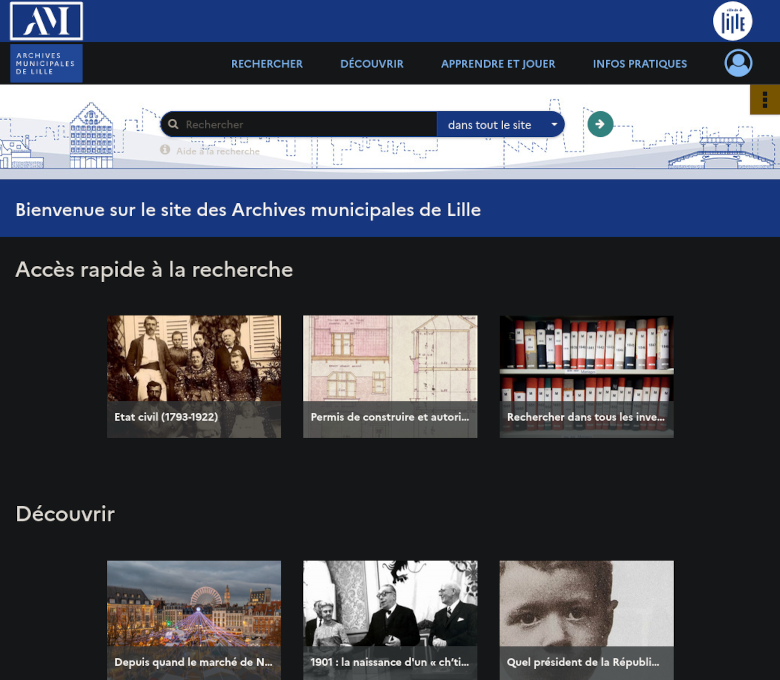 AM
ville de lille
ARCHIVES
MUNICIPALES
DE LILLE
RECHERCHER
DÉCOUVRIR
APPRENDRE ET JOUER
INFOS PRATIQUES
Rechercher
dans tout le site
Aide à la recherche
Bienvenue sur le site des Archives municipales de Lille
Accès rapide à la recherche
Etat civil (1793-1922)
Permis de construire et autori...
Rechercher dans tous les inve...
Découvrir
Depuis quand le marché de N...
1901 : la naissance d'un « ch'ti...
Quel président de la Républi...